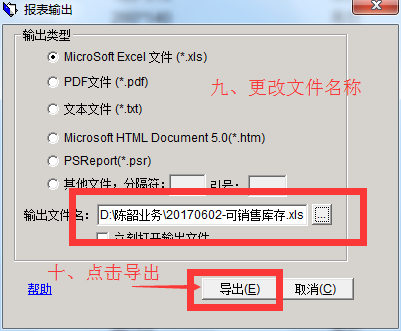 报表输出
输出类型
MicroSoft Excel 文件 (*.xls)
PDF文件 (*.pdf)
九、更改文件名称
文本文件 (*.txt)
Microsoft HTML Document 5.0(*.htm)
PSReport(*.psr)
其他文件，分隔符： 引号：
输出文件名： D:\陈韶业务\20170602-可销售库存.xls ...
立刻打开输出文件
十、点击导出
帮助 导出(E) 取消(C)